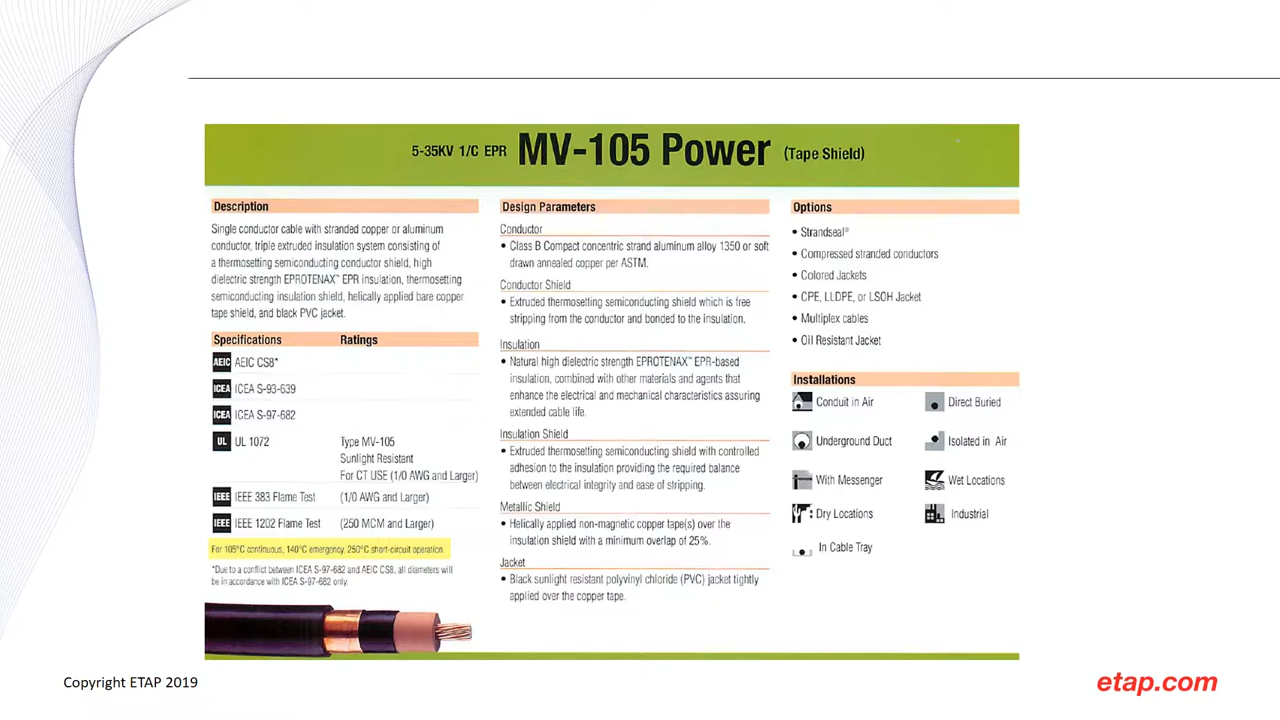 5-35KV 1/C EPR MV-105 Power (Tape Shield)
Description
Single conductor cable with stranded copper or aluminum
conductor, triple extruded insulation system consisting of
a thermosetting semiconducting conductor shield, high
dielectric strength EPROTENAX™ EPR insulation, thermosetting
semiconducting insulation shield, helically applied bare copper
tape shield, and black PVC jacket.
Specifications Ratings
AEIC AEIC CS8*
ICEA ICEA S-93-639
ICEA ICEA S-97-682
UL UL 1072 Type MV-105
Sunlight Resistant
For CT USE (1/0 AWG and Larger)
IEEE IEEE 383 Flame Test (1/0 AWG and Larger)
IEEE IEEE 1202 Flame Test (250 MCM and Larger)
For 105°C continuous, 140°C emergency, 250°C short-circuit operation.
*Due to a conflict between ICEA S-97-682 and AEIC CS8, all diameters will
be in accordance with ICEA S-97-682 only.
Design Parameters
Conductor
• Class B Compact concentric strand aluminum alloy 1350 or soft
drawn annealed copper per ASTM.
Conductor Shield
• Extruded thermosetting semiconducting shield which is free
stripping from the conductor and bonded to the insulation.
Insulation
• Natural high dielectric strength EPROTENAX™ EPR-based
insulation, combined with other materials and agents that
enhance the electrical and mechanical characteristics assuring
extended cable life.
Insulation Shield
• Extruded thermosetting semiconducting shield with controlled
adhesion to the insulation providing the required balance
between electrical integrity and ease of stripping.
Metallic Shield
• Helically applied non-magnetic copper tape(s) over the
insulation shield with a minimum overlap of 25%.
Jacket
• Black sunlight resistant polyvinyl chloride (PVC) jacket tightly
applied over the copper tape.
Options
• Strandseal®
• Compressed stranded conductors
• Colored Jackets
• CPE, LLDPE, or LSOH Jacket
• Multiplex cables
• Oil Resistant Jacket
Installations
Conduit in Air Direct Buried
Underground Duct Isolated in Air
With Messenger Wet Locations
Dry Locations Industrial
In Cable Tray
Copyright ETAP 2019
etap.com